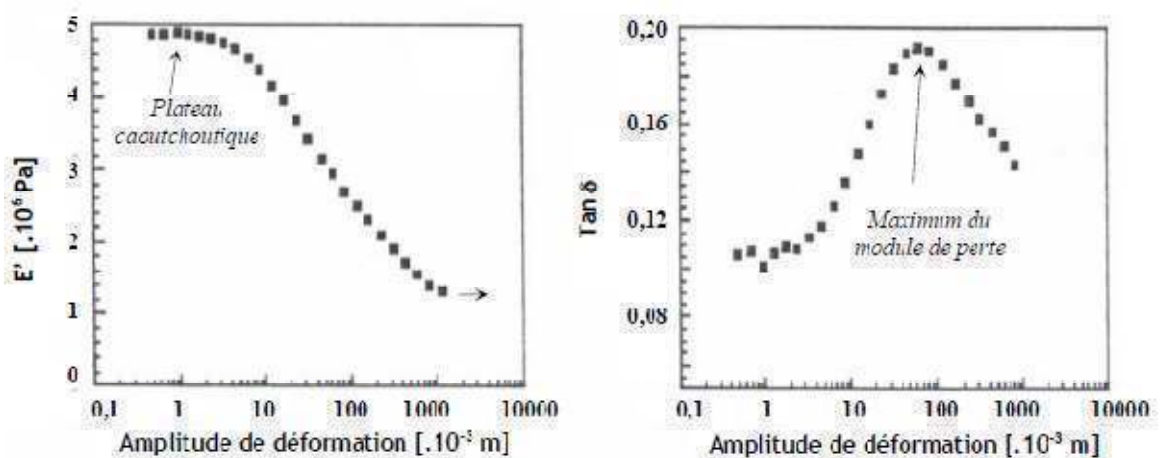 5
4
3
2
1
0
E' [.10⁶ Pa]
Plateau
caoutchoutique
0,1 1 10 100 1000 10000
Amplitude de déformation [.10⁻³ m]
0,20
0,16
0,12
0,08
Tan δ
Maximum du
module de perte
0,1 1 10 100 1000 10000
Amplitude de déformation [.10⁻³ m]